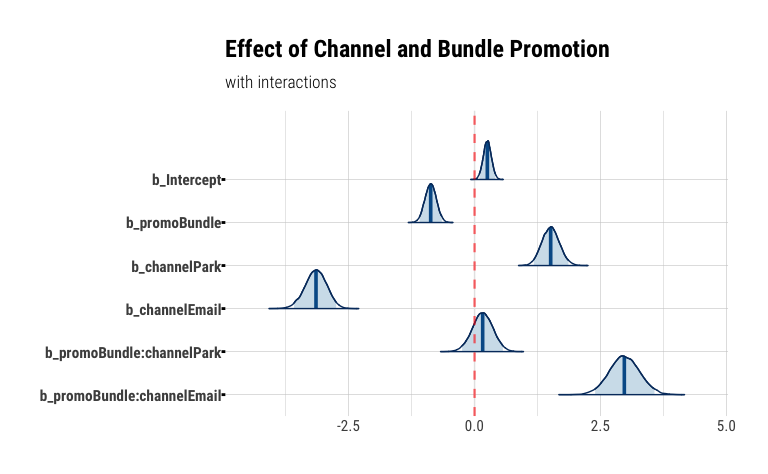 Effect of Channel and Bundle Promotion
with interactions
b_Intercept
b_promoBundle
b_channelPark
b_channelEmail
b_promoBundle:channelPark
b_promoBundle:channelEmail
-2.5 0.0 2.5 5.0